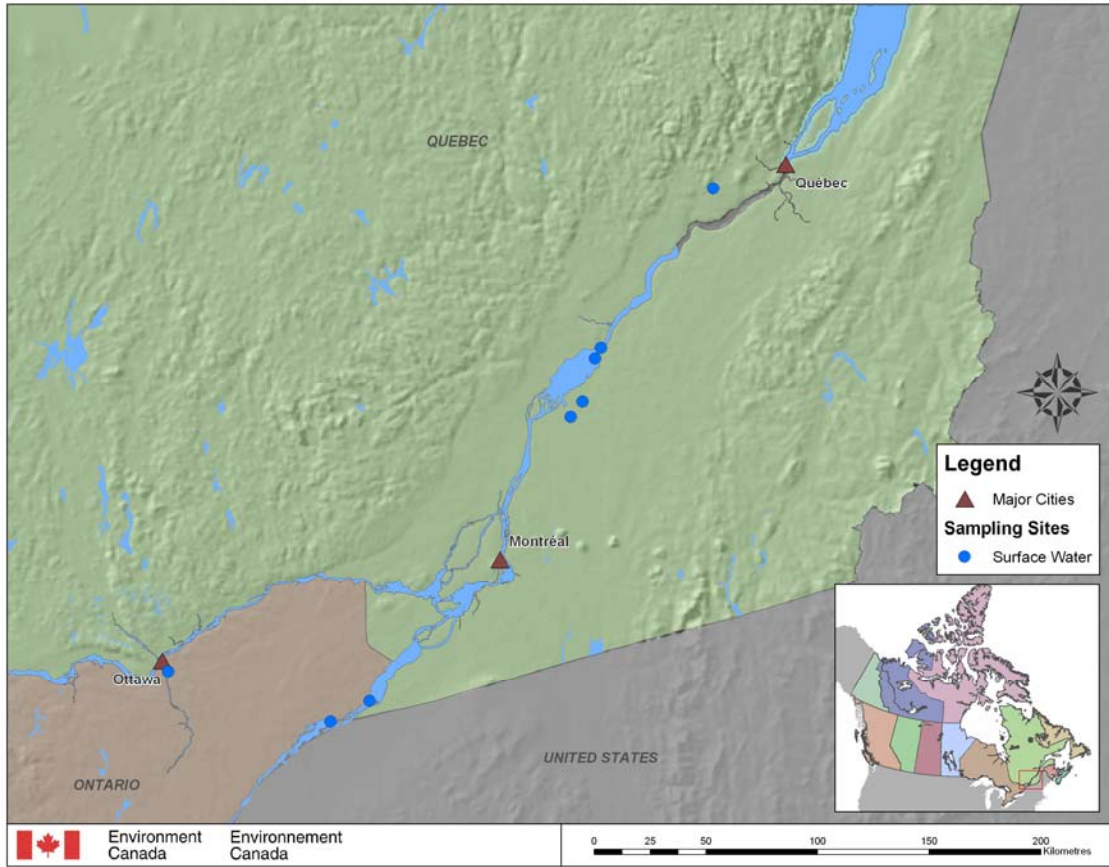 QUEBEC
Québec
Montréal
Ottawa
ONTARIO
UNITED STATES
Legend
Major Cities
Sampling Sites
Surface Water
Environment Environnement
Canada Canada
0 25 50 100 150 200
Kilometres